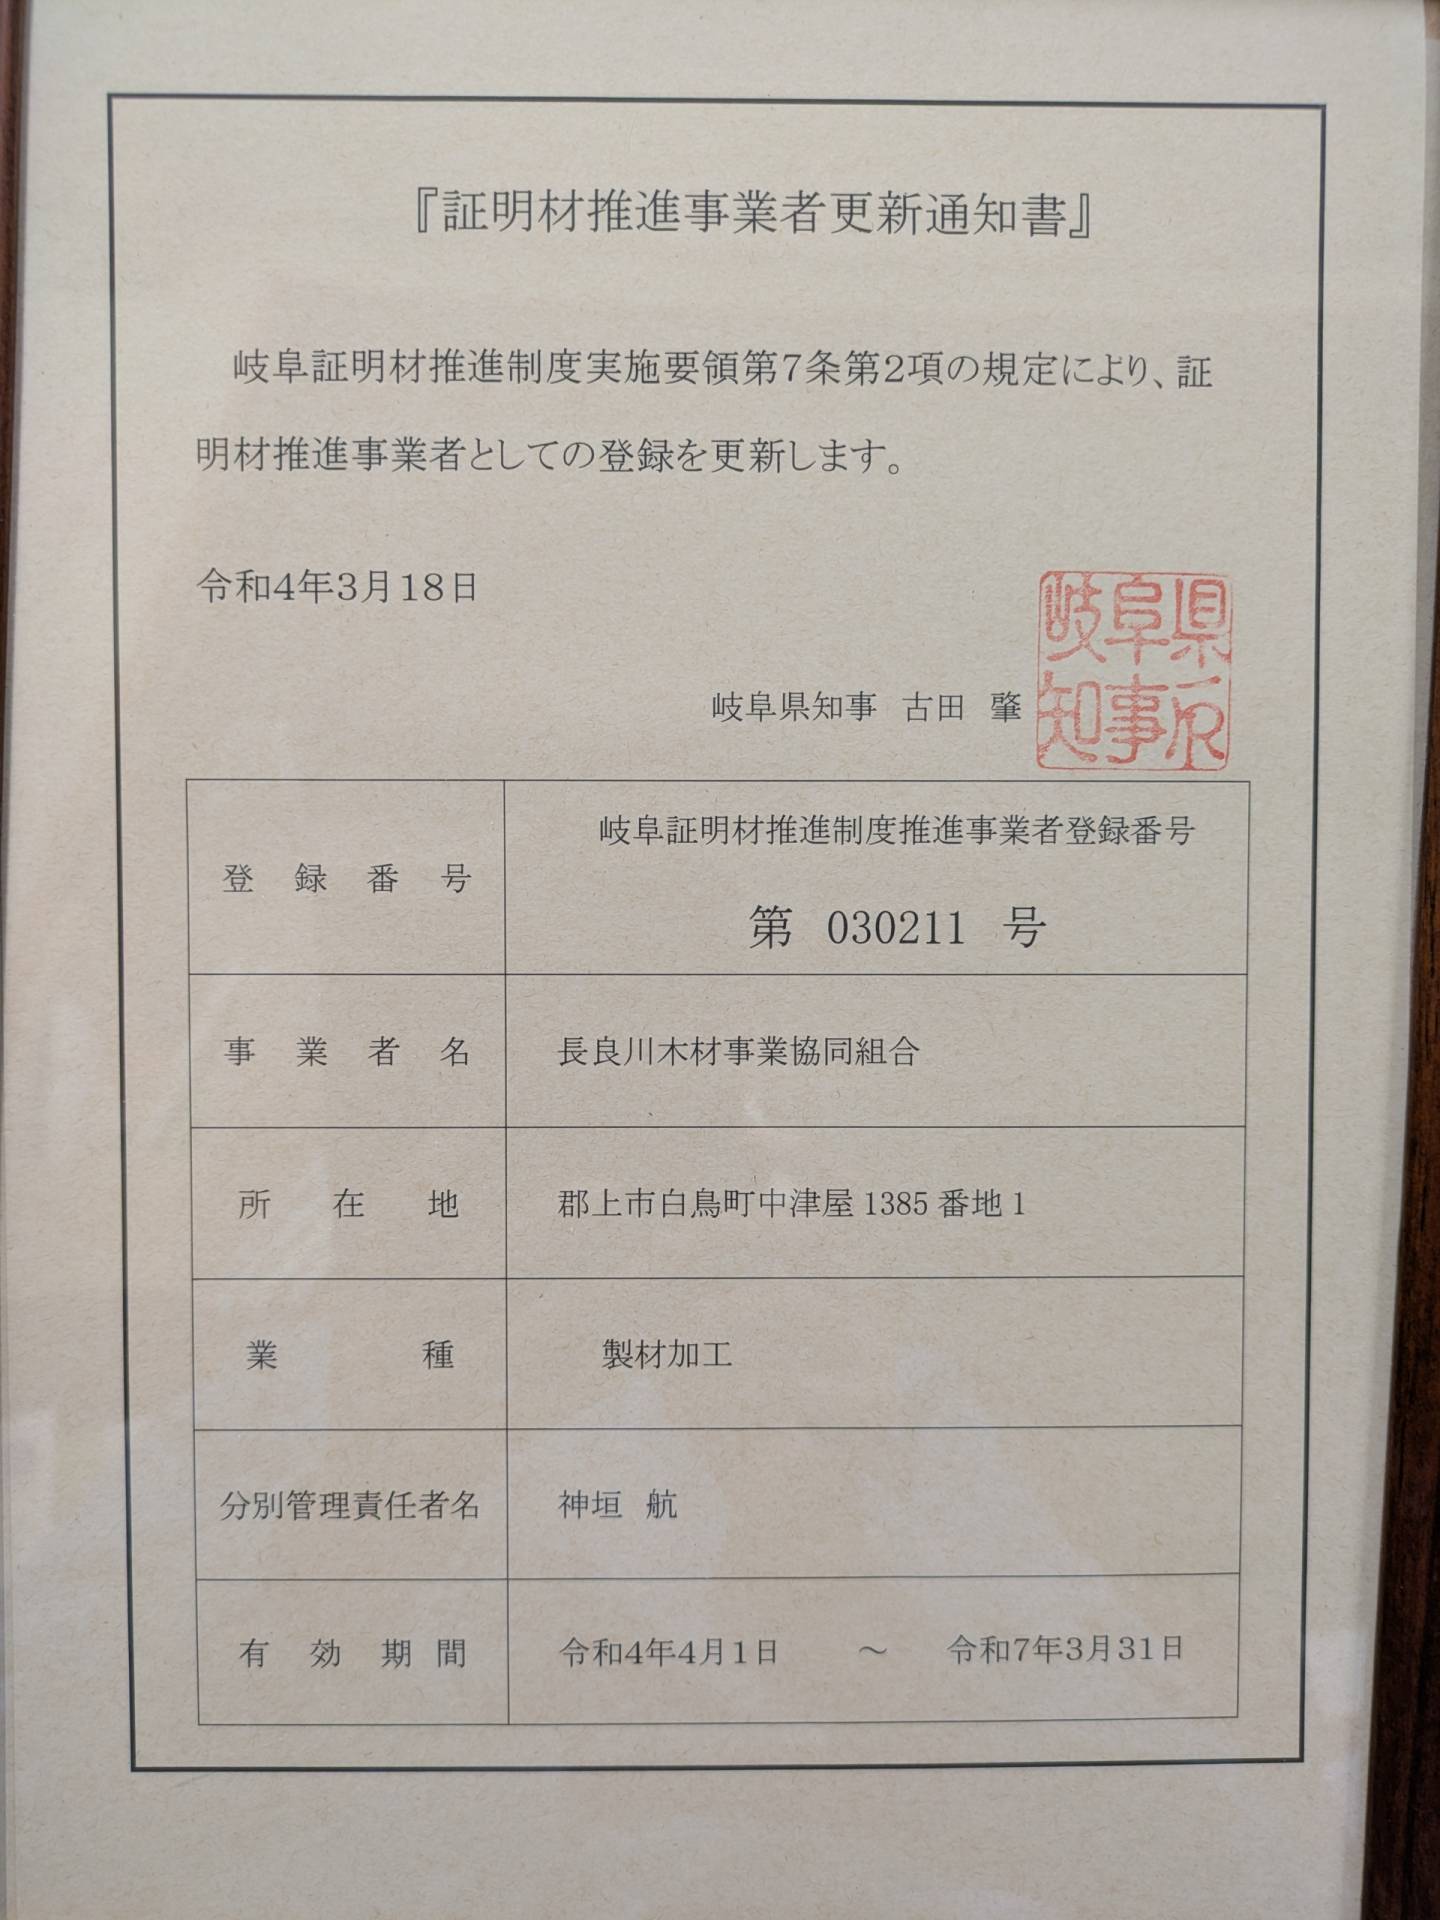 『証明材推進事業者更新通知書』
岐阜証明材推進制度実施要領第7条第2項の規定により、証
明材推進事業者としての登録を更新します。
令和4年3月18日
岐阜県知事 古田 肇
岐阜県
知事印
登録番号
岐阜証明材推進制度推進事業者登録番号
第 030211 号
事業者名
長良川木材事業協同組合
所在地
郡上市白鳥町中津屋 1385 番地 1
業種
製材加工
分別管理責任者名
神垣 航
有効期間
令和4年4月1日 ～ 令和7年3月31日